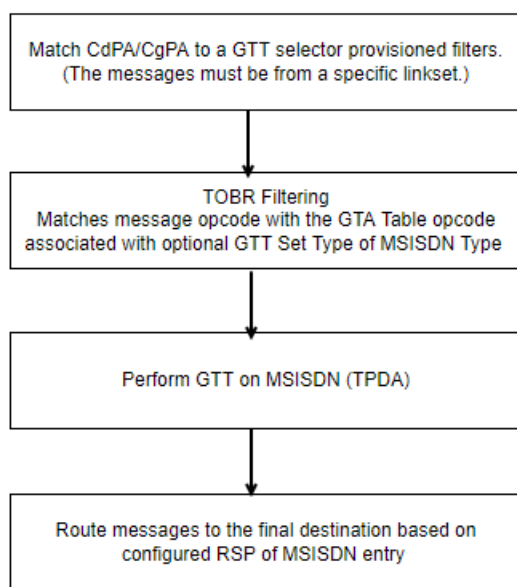 Match CdPA/CgPA to a GTT selector provisioned filters.
(The messages must be from a specific linkset.)
TOBR Filtering
Matches message opcode with the GTA Table opcode
associated with optional GTT Set Type of MSISDN Type
Perform GTT on MSISDN (TPDA)
Route messages to the final destination based on
configured RSP of MSISDN entry